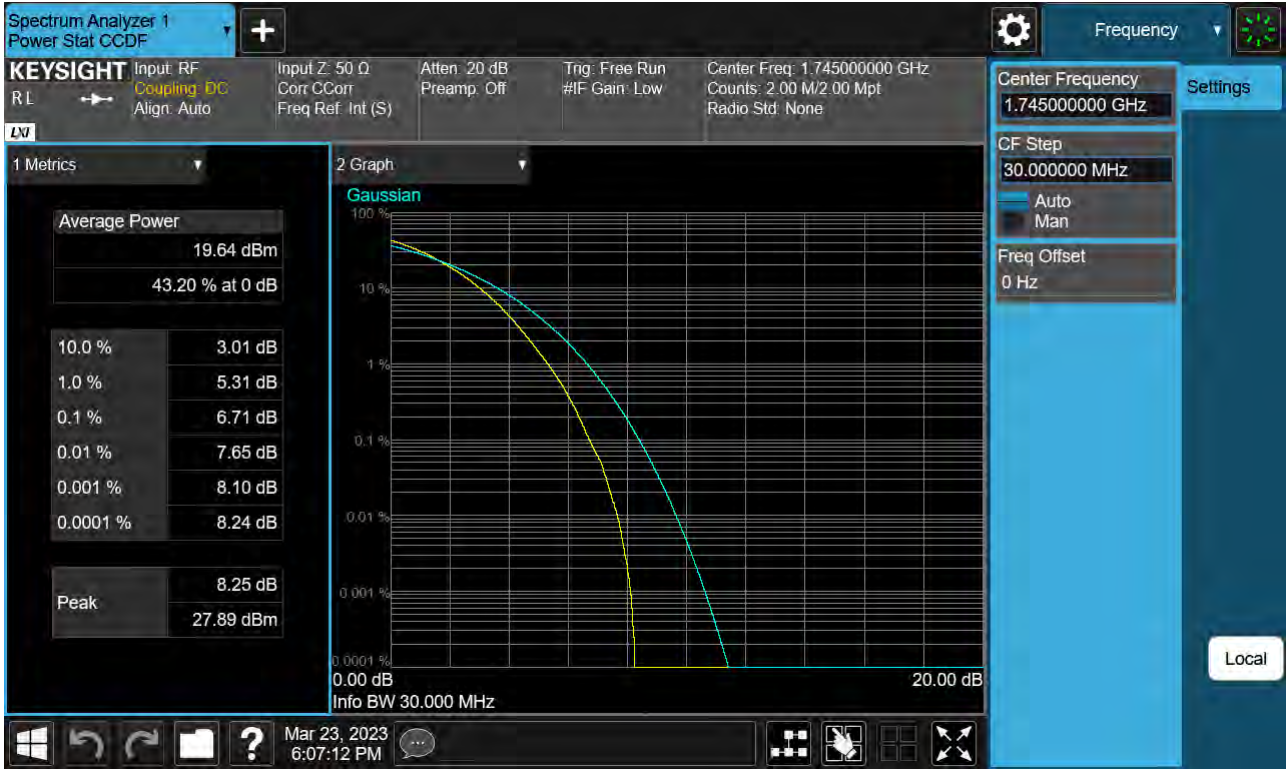 Spectrum Analyzer 1
Power Stat CCDF
Frequency
KEYSIGHT
R L
LXI
Input: RF
Coupling: DC
Align: Auto
Input Z: 50 Ω
Corr CCorr
Freq Ref: Int (S)
Atten: 20 dB
Preamp: Off
Trig: Free Run
#IF Gain: Low
Center Freq: 1.745000000 GHz
Counts: 2.00 M/2.00 Mpt
Radio Std: None
Center Frequency
1.745000000 GHz
Settings
CF Step
30.000000 MHz
Auto
Man
Freq Offset
0 Hz
1 Metrics
Average Power
19.64 dBm
43.20 % at 0 dB
10.0 % 3.01 dB
1.0 % 5.31 dB
0.1 % 6.71 dB
0.01 % 7.65 dB
0.001 % 8.10 dB
0.0001 % 8.24 dB
Peak
8.25 dB
27.89 dBm
2 Graph
Gaussian
100 %
10 %
1 %
0.1 %
0.01 %
0.001 %
0.0001 %
0.00 dB 20.00 dB
Info BW 30.000 MHz
Local
?
Mar 23, 2023
6:07:12 PM